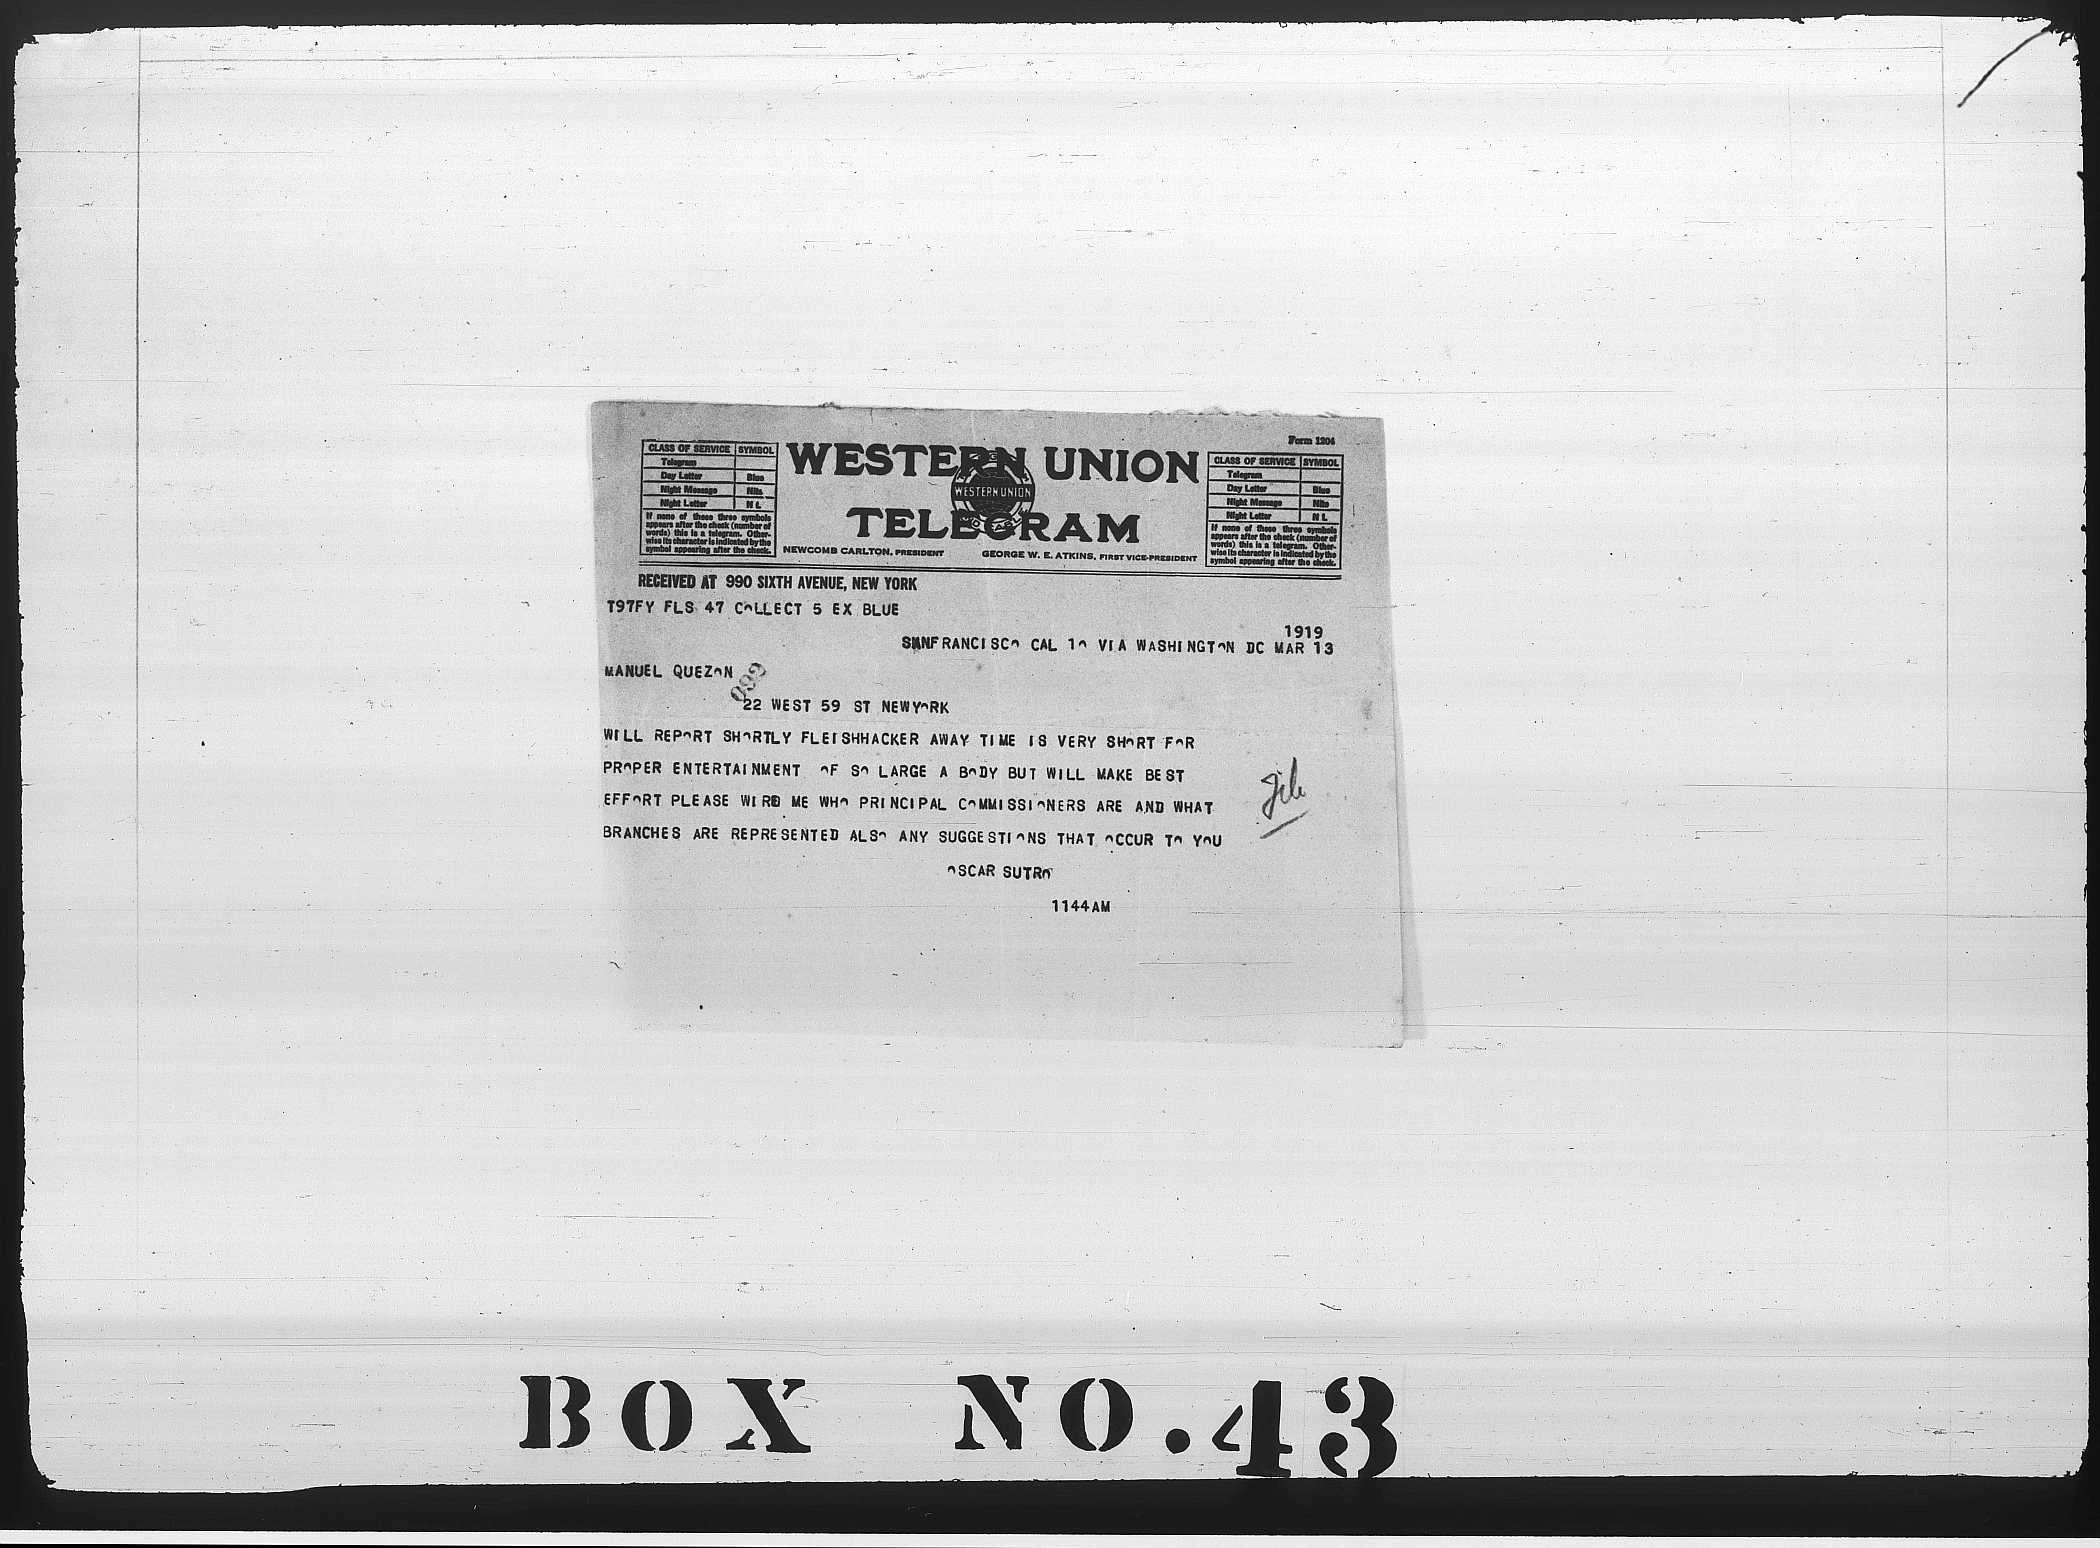 Form 1204
CLASS OF SERVICE SYMBOL
Telegram
Day Letter Blue
Night Message Nite
Night Letter N L
If none of these three symbols
appears after the check (number of
words) this is a telegram. Other-
wise its character is indicated by the
symbol appearing after the check.
WESTERN UNION
WESTERN UNION
TELEGRAM
NEWCOMB CARLTON, PRESIDENT GEORGE W. E. ATKINS, FIRST VICE-PRESIDENT
CLASS OF SERVICE SYMBOL
Telegram
Day Letter Blue
Night Message Nite
Night Letter N L
If none of these three symbols
appears after the check (number of
words) this is a telegram. Other-
wise its character is indicated by the
symbol appearing after the check.
RECEIVED AT 990 SIXTH AVENUE, NEW YORK
T97FY FLS 47 COLLECT 5 EX BLUE
1919
SANFRANCISCO CAL 10 VIA WASHINGTON DC MAR 13
MANUEL QUEZON
22 WEST 59 ST NEWYORK
WILL REPORT SHORTLY FLEISHHACKER AWAY TIME IS VERY SHORT FOR
PROPER ENTERTAINMENT OF SO LARGE A BODY BUT WILL MAKE BEST
EFFORT PLEASE WIRE ME WHO PRINCIPAL COMMISSIONERS ARE AND WHAT
BRANCHES ARE REPRESENTED ALSO ANY SUGGESTIONS THAT OCCUR TO YOU
OSCAR SUTRO
1144AM
File
BOX NO.43